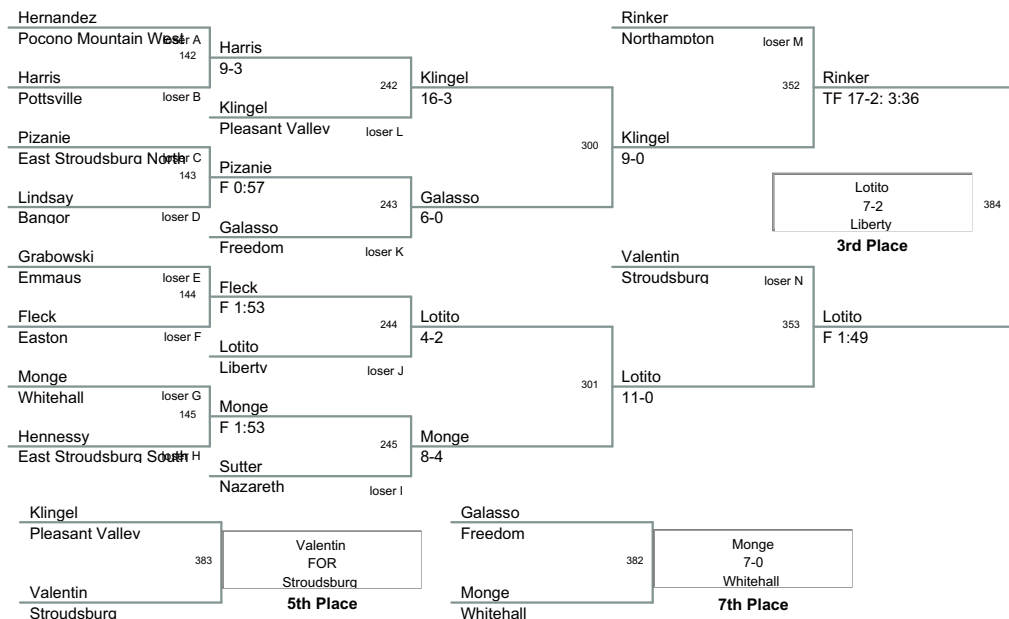 Hernandez
Pocono Mountain West
loser A
142
Harris
Pottsville
loser B
Harris
9-3
242
Klingel
Pleasant Valley
loser L
Klingel
16-3
Pizanie
East Stroudsburg North
loser C
143
Lindsay
Bangor
loser D
Pizanie
F 0:57
243
Galasso
Freedom
loser K
Galasso
6-0
300
Klingel
9-0
Rinker
Northampton
loser M
352
Rinker
TF 17-2: 3:36
Lotito
7-2
Liberty
384
3rd Place
Grabowski
Emmaus
loser E
144
Fleck
Easton
loser F
Fleck
F 1:53
244
Lotito
Liberty
loser J
Lotito
4-2
Monge
Whitehall
loser G
145
Hennessy
East Stroudsburg South
loser H
Monge
F 1:53
245
Sutter
Nazareth
loser I
Monge
8-4
301
Lotito
11-0
Valentin
Stroudsburg
loser N
353
Lotito
F 1:49
Klingel
Pleasant Valley
383
Valentin
Stroudsburg
Valentin
FOR
Stroudsburg
5th Place
Galasso
Freedom
382
Monge
Whitehall
Monge
7-0
Whitehall
7th Place